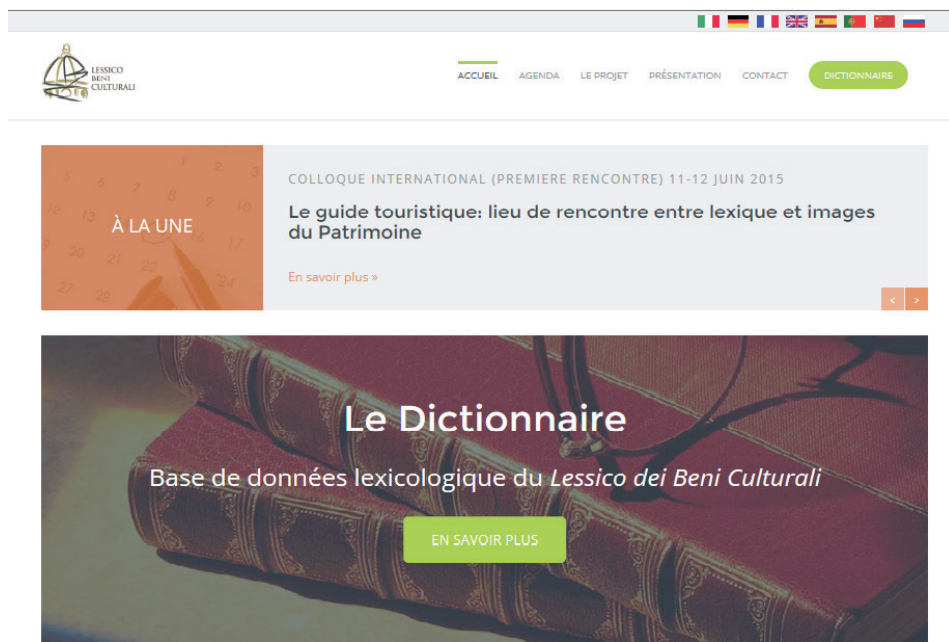 LESSICO
BENI
CULTURALI
ACCUEIL AGENDA LE PROJET PRÉSENTATION CONTACT DICTIONNAIRE
À LA UNE
COLLOQUE INTERNATIONAL (PREMIERE RENCONTRE) 11-12 JUIN 2015
Le guide touristique: lieu de rencontre entre lexique et images
du Patrimoine
En savoir plus »
< >
Le Dictionnaire
Base de données lexicologique du Lessico dei Beni Culturali
EN SAVOIR PLUS